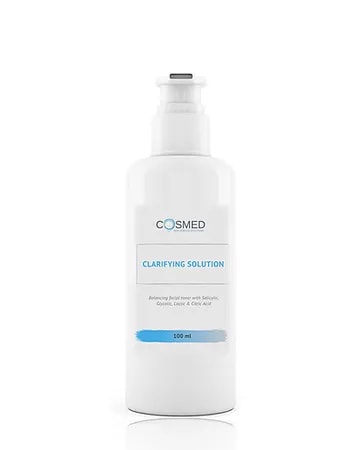 COSMED
CLARIFYING SOLUTION
Balancing facial toner with Salicylic,
Glycolic, Lactic & Citric Acid
100 ml